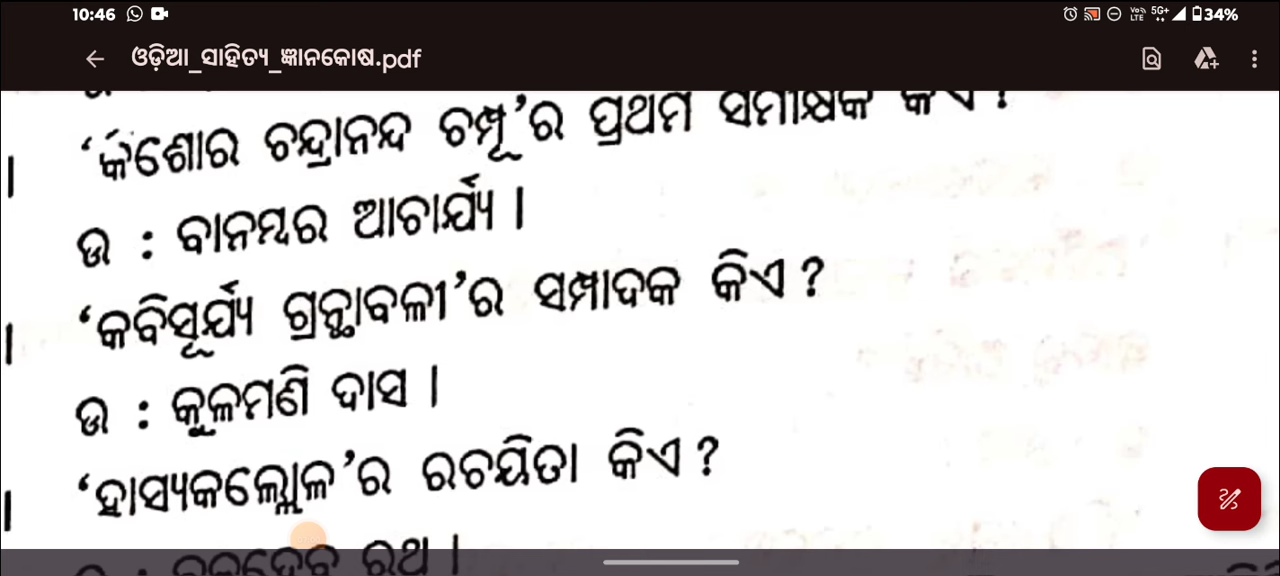 10:46
5G+ 34%
ଓଡ଼ିଆ_ସାହିତ୍ୟ_ଜ୍ଞାନକୋଷ.pdf
‘କିଶୋର ଚନ୍ଦ୍ରାନନ୍ଦ ଚମ୍ପୂ’ର ପ୍ରଥମ ସମୀକ୍ଷକ କିଏ ?
ଉ : ବାନମ୍ବର ଆଚାର୍ଯ୍ୟ ।
‘କବିସୂର୍ଯ୍ୟ ଗ୍ରନ୍ଥାବଳୀ’ର ସମ୍ପାଦକ କିଏ ?
ଉ : କୁଳମଣି ଦାସ ।
‘ହାସ୍ୟକଲ୍ଲୋଳ’ର ରଚୟିତା କିଏ ?
ରଥ ।